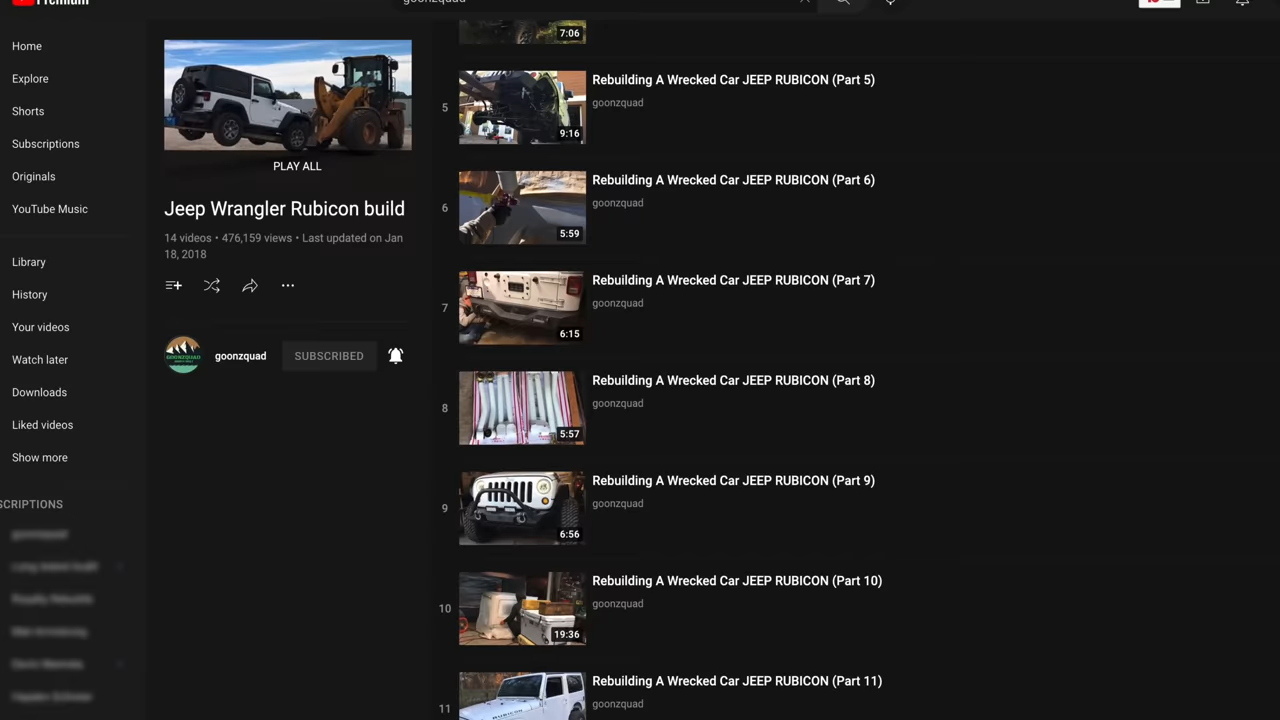 Premium
goonzquad
Home
Explore
Shorts
Subscriptions
Originals
YouTube Music
Library
History
Your videos
Watch later
Downloads
Liked videos
Show more
SCRIPTIONS
PLAY ALL
Jeep Wrangler Rubicon build
14 videos • 476,159 views • Last updated on Jan
18, 2018
goonzquad
SUBSCRIBED
7:06
5
9:16
Rebuilding A Wrecked Car JEEP RUBICON (Part 5)
goonzquad
6
5:59
Rebuilding A Wrecked Car JEEP RUBICON (Part 6)
goonzquad
7
6:15
Rebuilding A Wrecked Car JEEP RUBICON (Part 7)
goonzquad
8
5:57
Rebuilding A Wrecked Car JEEP RUBICON (Part 8)
goonzquad
9
6:56
Rebuilding A Wrecked Car JEEP RUBICON (Part 9)
goonzquad
10
19:36
Rebuilding A Wrecked Car JEEP RUBICON (Part 10)
goonzquad
11
Rebuilding A Wrecked Car JEEP RUBICON (Part 11)
goonzquad